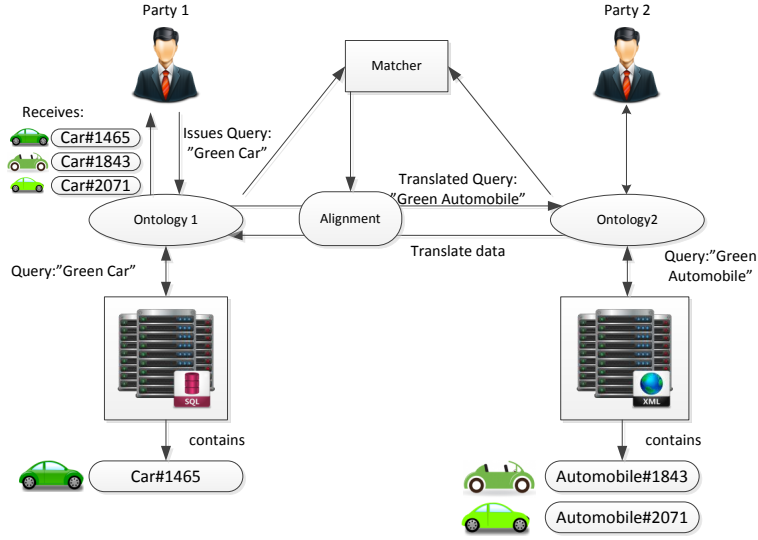 Party 1
Party 2
Matcher
Receives:
Car#1465
Car#1843
Car#2071
Issues Query:
”Green Car”
Translated Query:
”Green Automobile”
Ontology 1
Alignment
Ontology2
Translate data
Query:”Green Car”
Query:”Green
Automobile”
SQL
XML
contains
contains
Car#1465
Automobile#1843
Automobile#2071